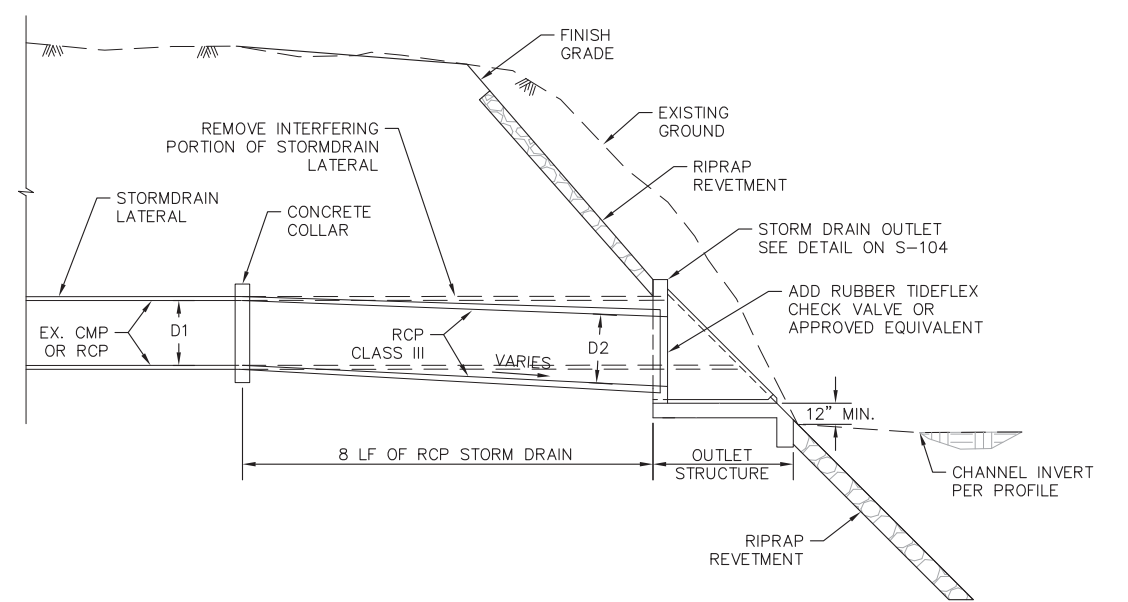 FINISH
GRADE
EXISTING
GROUND
REMOVE INTERFERING
PORTION OF STORMDRAIN
LATERAL
RIPRAP
REVETMENT
STORMDRAIN
LATERAL
CONCRETE
COLLAR
STORM DRAIN OUTLET
SEE DETAIL ON S-104
ADD RUBBER TIDEFLEX
CHECK VALVE OR
APPROVED EQUIVALENT
EX. CMP
OR RCP
D1
RCP
CLASS III
VARIES
D2
12" MIN.
8 LF OF RCP STORM DRAIN
OUTLET
STRUCTURE
CHANNEL INVERT
PER PROFILE
RIPRAP
REVETMENT